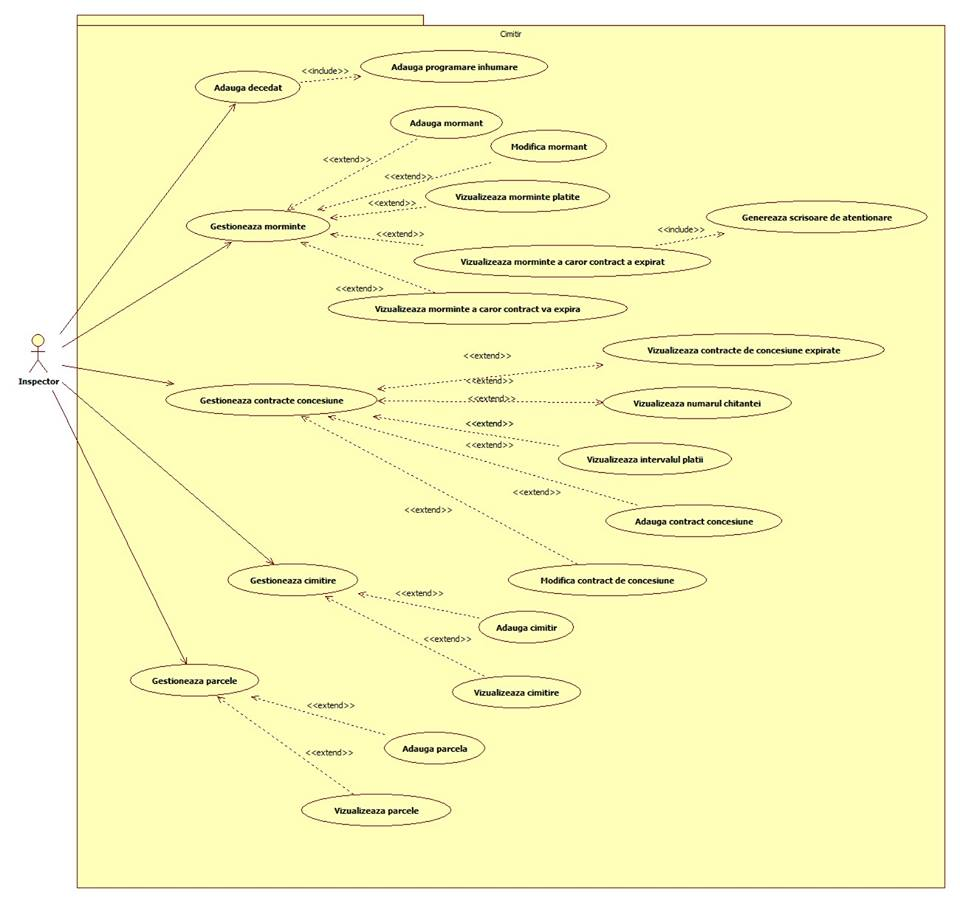 Cimitir
<<include>>
Adauga programare inhumare
Adauga decedat
Adauga mormant
Modifica mormant
<<extend>>
<<extend>>
Vizualizeaza morminte platite
<<extend>>
Gestioneaza morminte
Genereaza scrisoare de atentionare
<<include>>
<<extend>>
Vizualizeaza morminte a caror contract a expirat
<<extend>>
Vizualizeaza morminte a caror contract va expira
Inspector
Vizualizeaza contracte de concesiune expirate
<<extend>>
<<extend>>
Gestioneaza contracte concesiune
<<extend>>
Vizualizeaza numarul chitantei
<<extend>>
<<extend>>
Vizualizeaza intervalul platii
<<extend>>
<<extend>>
Adauga contract concesiune
Gestioneaza cimitire
Modifica contract de concesiune
<<extend>>
Adauga cimitir
<<extend>>
Gestioneaza parcele
Vizualizeaza cimitire
<<extend>>
Adauga parcela
<<extend>>
Vizualizeaza parcele